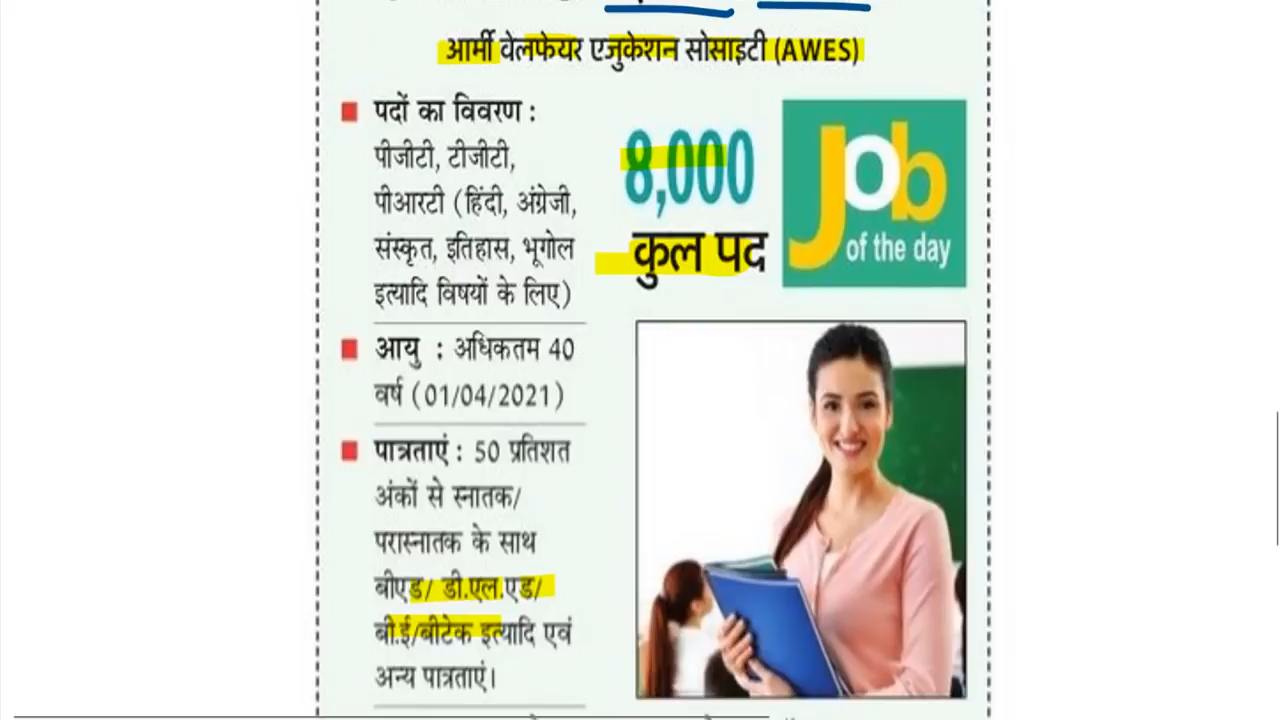 आर्मी वेलफेयर एजुकेशन सोसाइटी (AWES)
पदों का विवरण :
पीजीटी, टीजीटी,
पीआरटी (हिंदी, अंग्रेजी,
संस्कृत, इतिहास, भूगोल
इत्यादि विषयों के लिए)
8,000
कुल पद
Job
of the day
आयु : अधिकतम 40
वर्ष (01/04/2021)
पात्रताएं : 50 प्रतिशत
अंकों से स्नातक/
परास्नातक के साथ
बीएड/ डी.एल.एड/
बी.ई/बीटेक इत्यादि एवं
अन्य पात्रताएं।